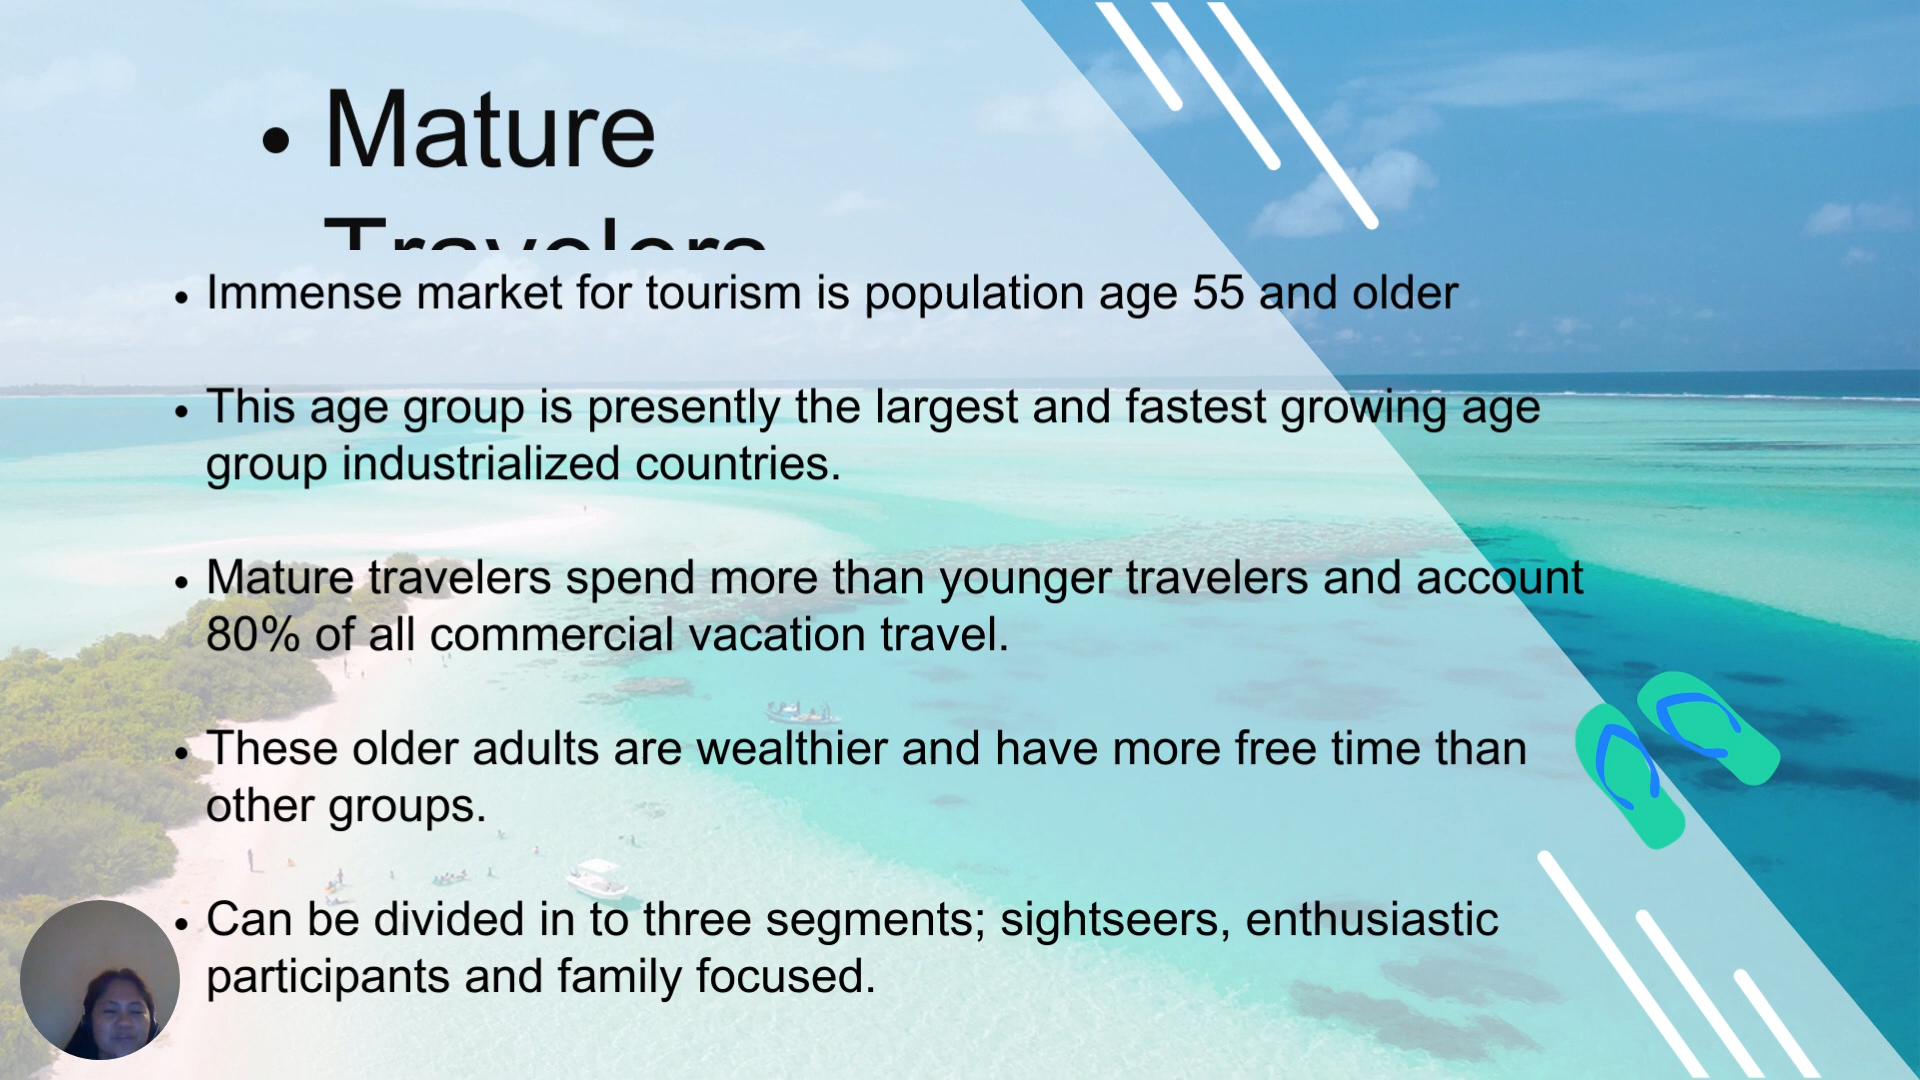 • Mature
Travelers
• Immense market for tourism is population age 55 and older
• This age group is presently the largest and fastest growing age
group industrialized countries.
• Mature travelers spend more than younger travelers and account
80% of all commercial vacation travel.
• These older adults are wealthier and have more free time than
other groups.
• Can be divided in to three segments; sightseers, enthusiastic
participants and family focused.